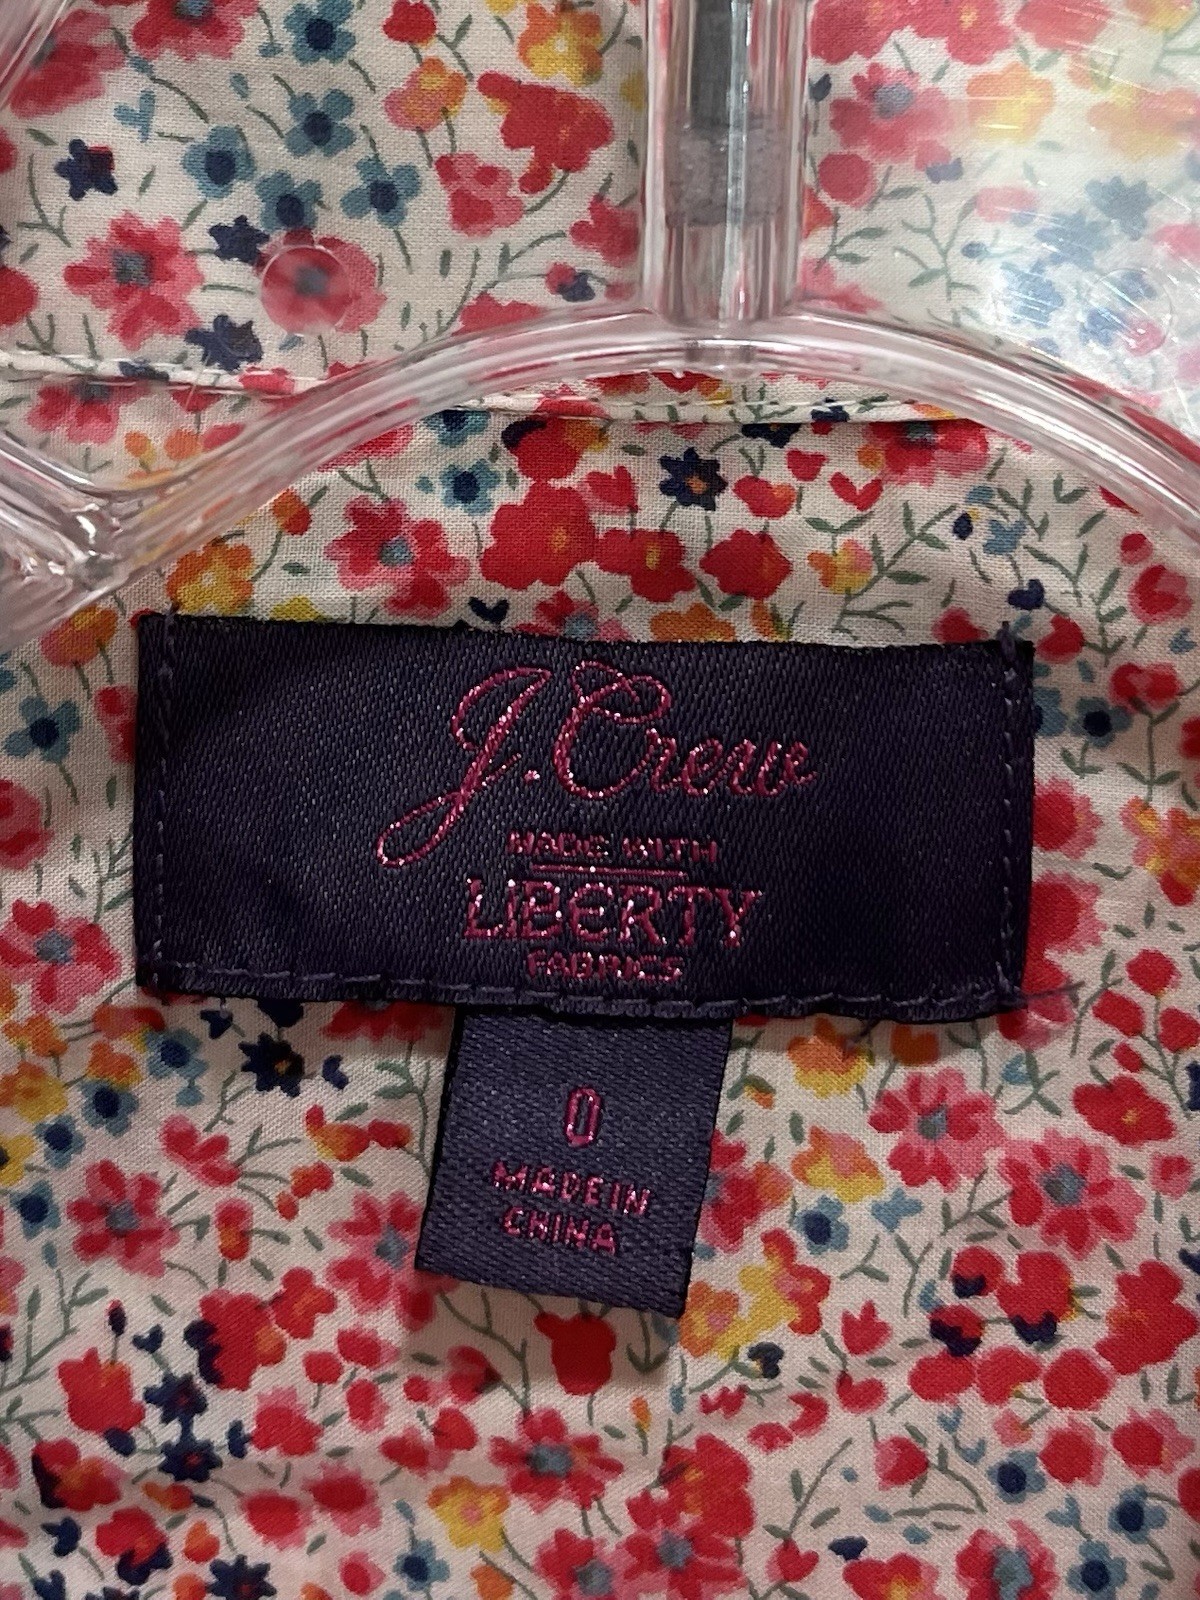 J.Crew
MADE WITH
LIBERTY
FABRICS
0
MADE IN
CHINA